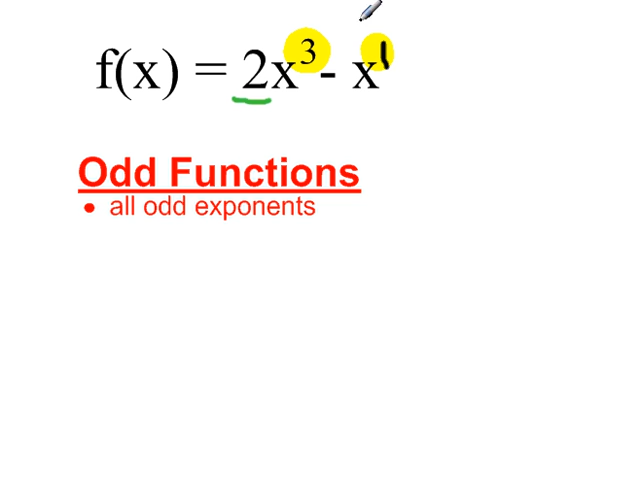 f(x) = 2x³ - x¹
Odd Functions
• all odd exponents